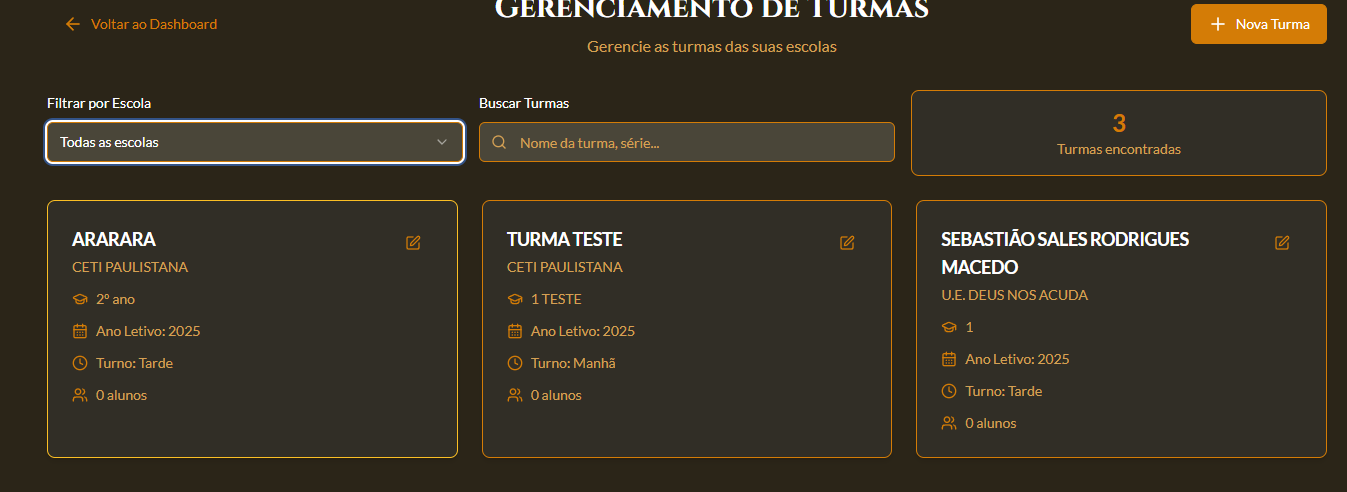 Voltar ao Dashboard
GERENCIAMENTO DE TURMAS
Gerencie as turmas das suas escolas
Nova Turma
Filtrar por Escola
Todas as escolas
Buscar Turmas
Nome da turma, série...
3
Turmas encontradas
ARARARA
CETI PAULISTANA
2º ano
Ano Letivo: 2025
Turno: Tarde
0 alunos
TURMA TESTE
CETI PAULISTANA
1 TESTE
Ano Letivo: 2025
Turno: Manhã
0 alunos
SEBASTIÃO SALES RODRIGUES
MACEDO
U.E. DEUS NOS ACUDA
1
Ano Letivo: 2025
Turno: Tarde
0 alunos